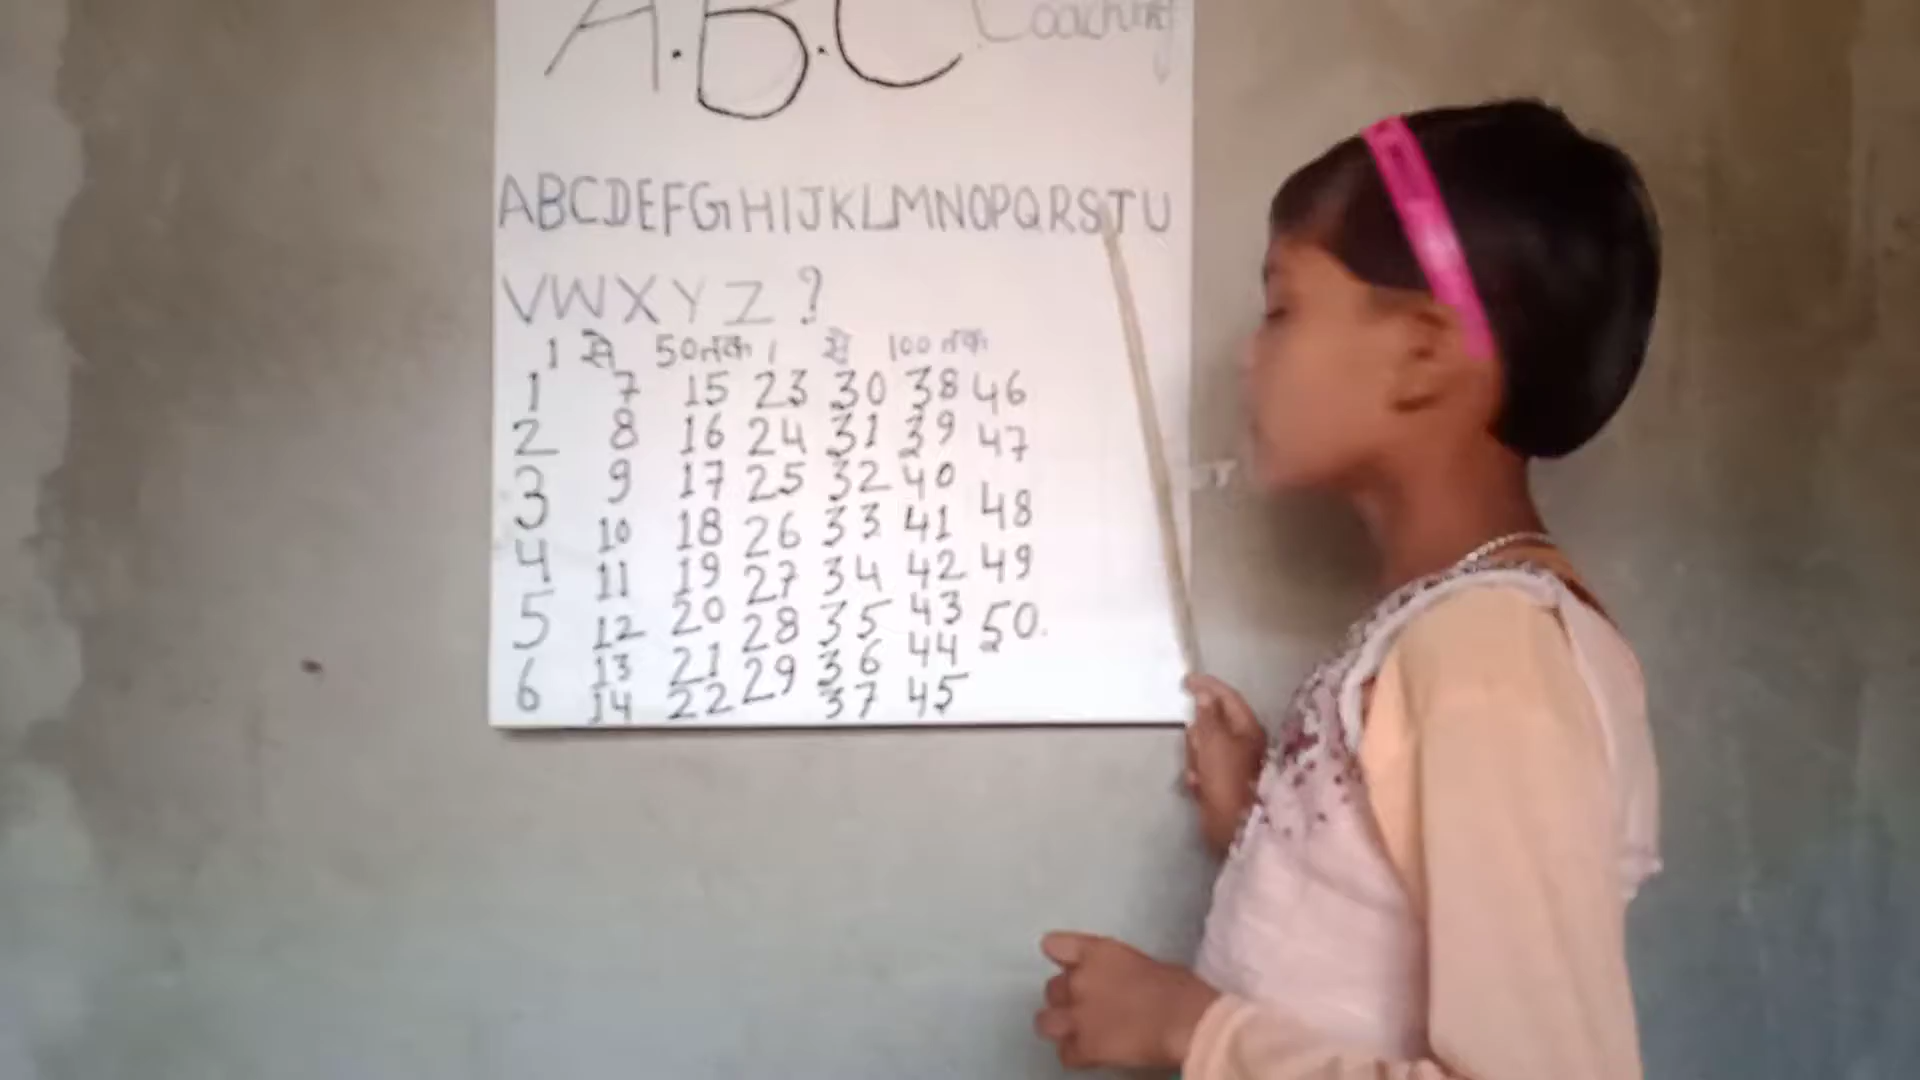 A.B.C Coaching
ABCDEFGHIJKLMNOPQRSTU
VWXYZ?
1 से 50 तक । से 100 तक
1 7 15 23 30 38 46
2 8 16 24 31 39 47
3 9 17 25 32 40 48
4 10 18 26 33 41 49
5 11 19 27 34 42 50.
6 12 20 28 35 43
13 21 29 36 44
14 22 37 45